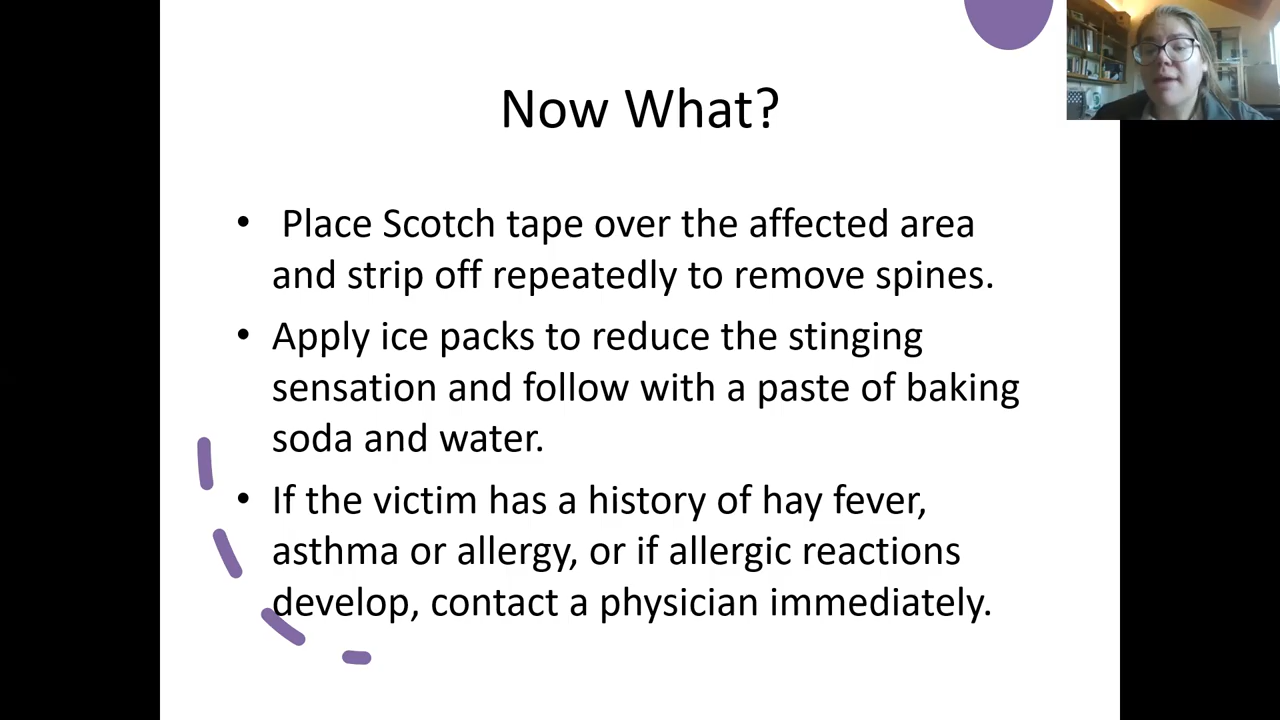 Now What?
• Place Scotch tape over the affected area
and strip off repeatedly to remove spines.
• Apply ice packs to reduce the stinging
sensation and follow with a paste of baking
soda and water.
• If the victim has a history of hay fever,
asthma or allergy, or if allergic reactions
develop, contact a physician immediately.